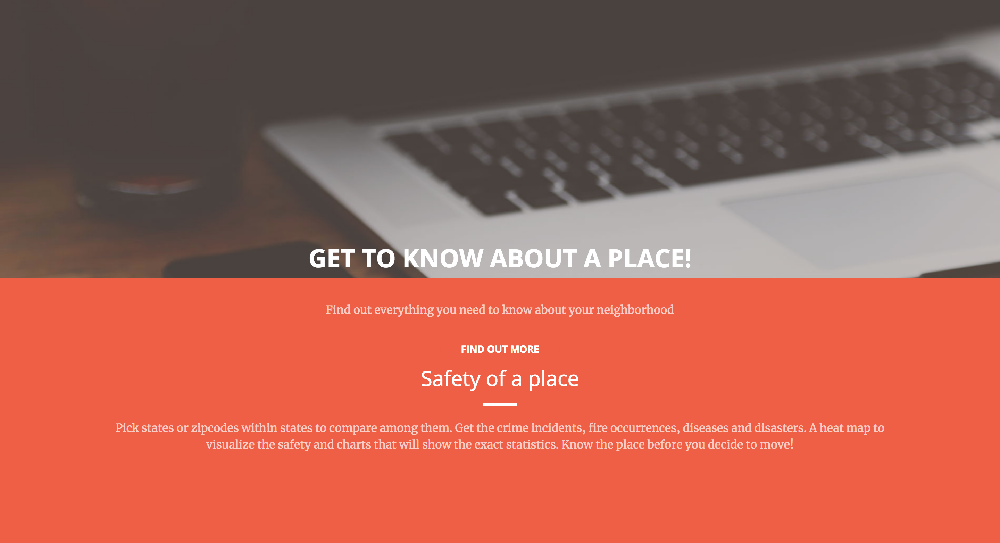 GET TO KNOW ABOUT A PLACE!
Find out everything you need to know about your neighborhood
FIND OUT MORE
Safety of a place
Pick states or zipcodes within states to compare among them. Get the crime incidents, fire occurrences, diseases and disasters. A heat map to
visualize the safety and charts that will show the exact statistics. Know the place before you decide to move!